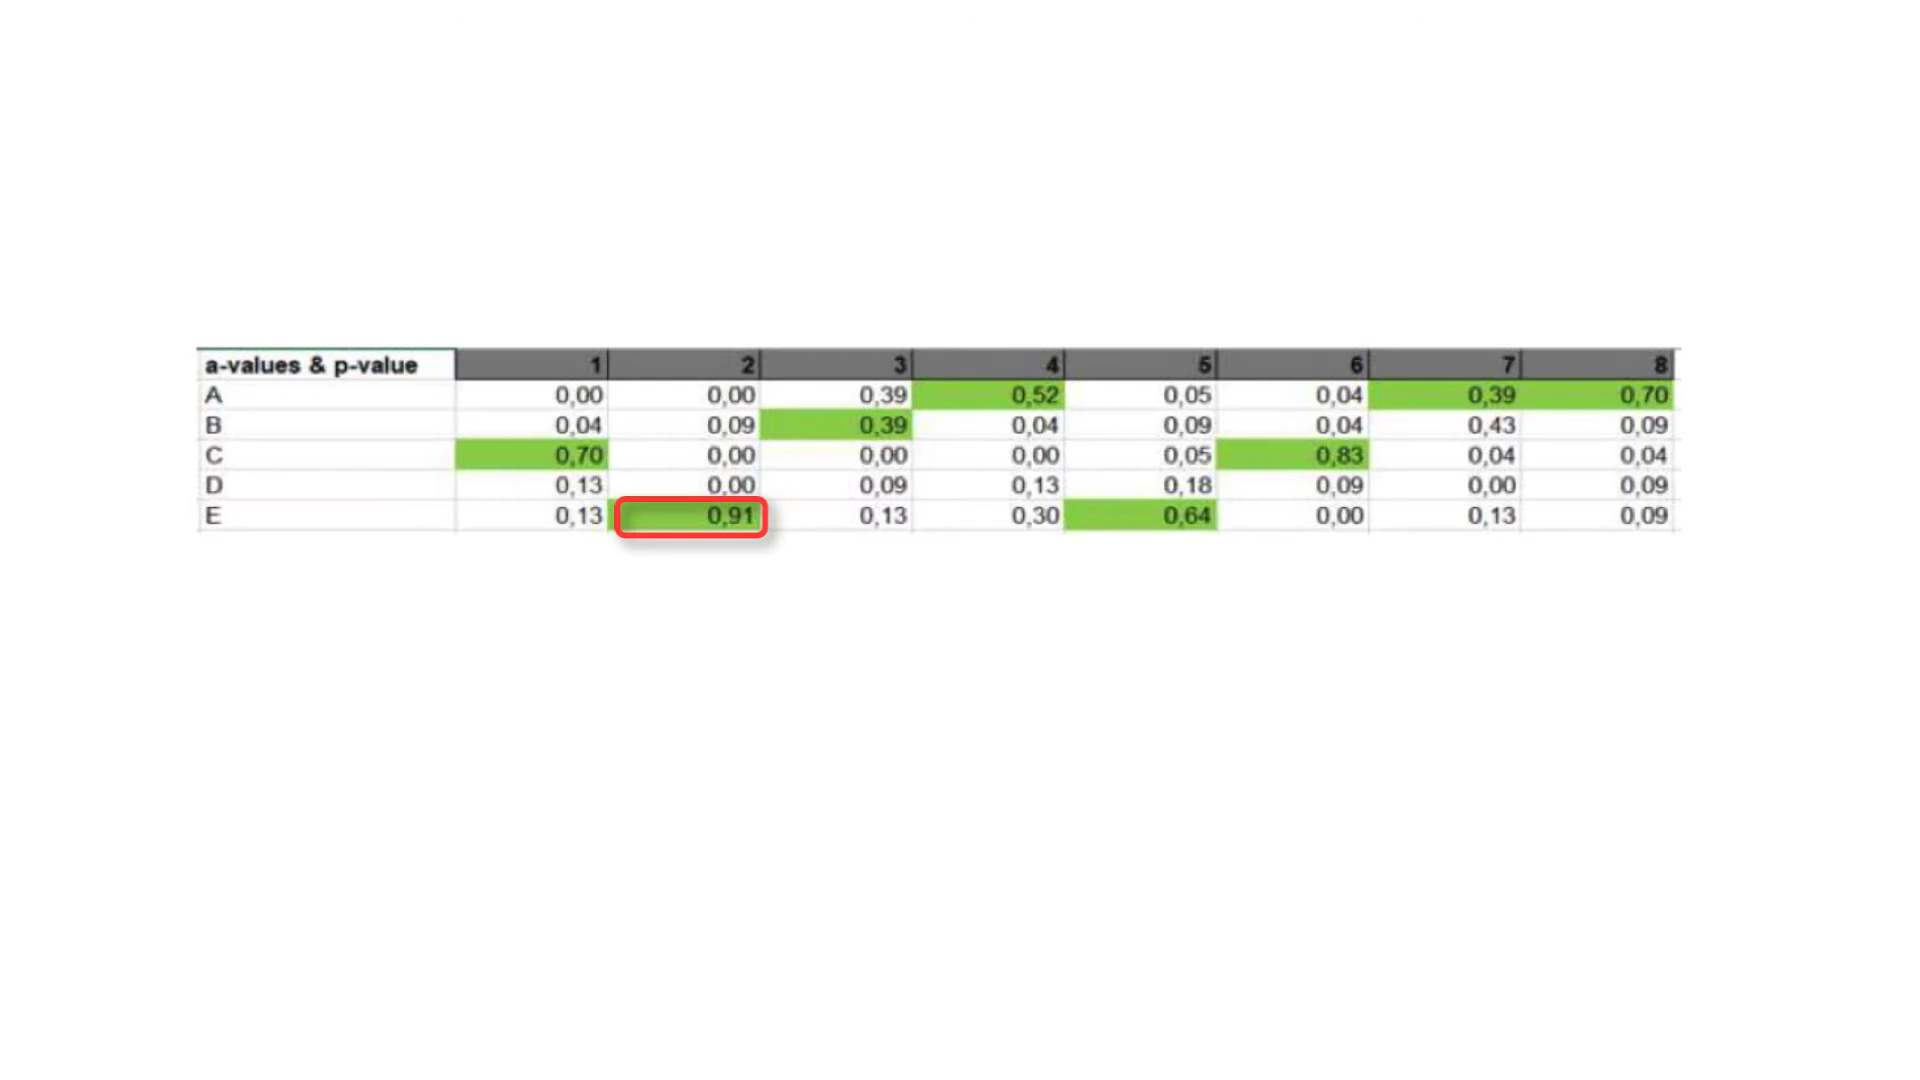 a-values & p-value 1 2 3 4 5 6 7 8
A 0,00 0,00 0,39 0,52 0,05 0,04 0,39 0,70
B 0,04 0,09 0,39 0,04 0,09 0,04 0,43 0,09
C 0,70 0,00 0,00 0,00 0,05 0,83 0,04 0,04
D 0,13 0,00 0,09 0,13 0,18 0,09 0,00 0,09
E 0,13 0,91 0,13 0,30 0,64 0,00 0,13 0,09